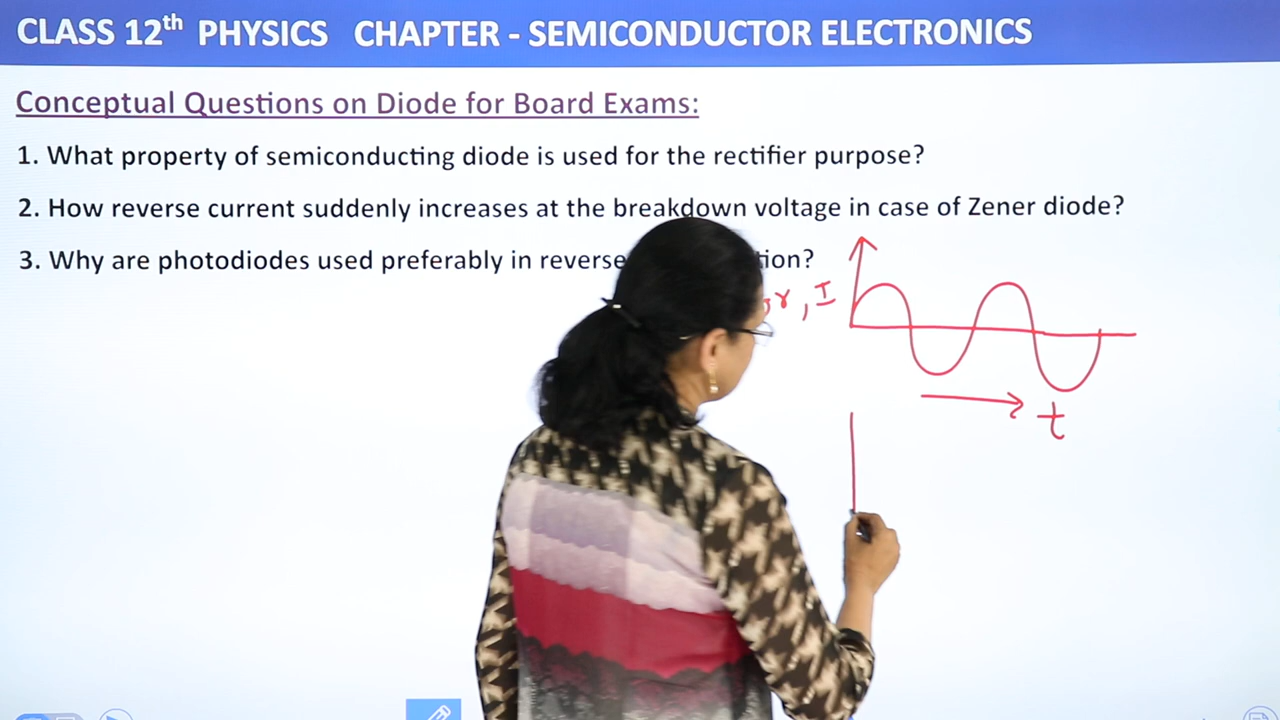 CLASS 12th PHYSICS CHAPTER - SEMICONDUCTOR ELECTRONICS
Conceptual Questions on Diode for Board Exams:
1. What property of semiconducting diode is used for the rectifier purpose?
2. How reverse current suddenly increases at the breakdown voltage in case of Zener diode?
3. Why are photodiodes used preferably in reverse tion?
or, I
t